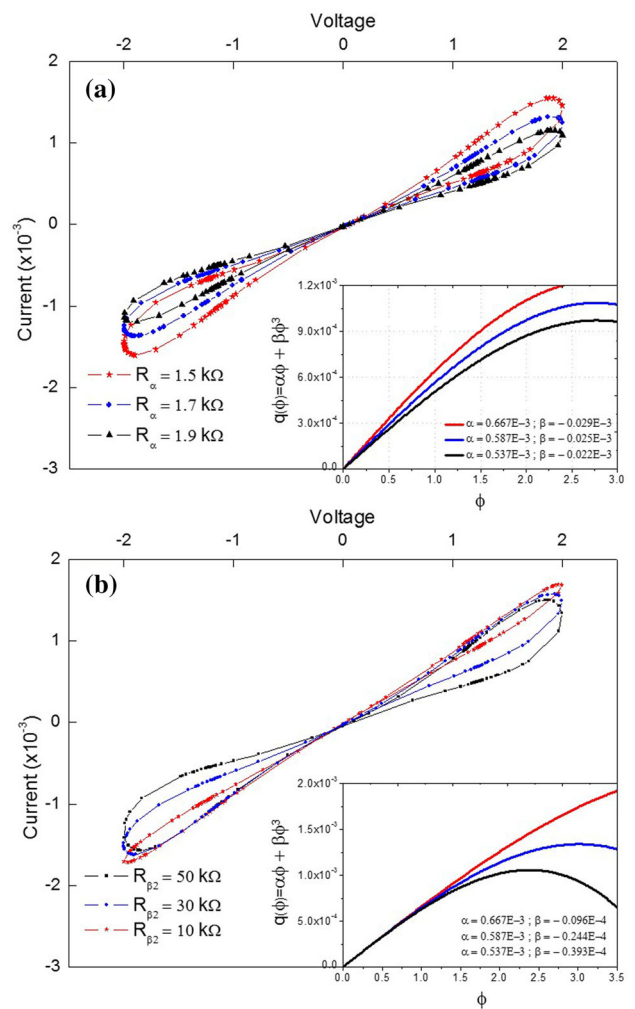 Voltage
-2 -1 0 1 2
2
(a)
1
0
-1
-2
-3
Current (x10⁻³)
R_α = 1.5 kΩ
R_α = 1.7 kΩ
R_α = 1.9 kΩ
1.2x10⁻³
9.0x10⁻⁴
6.0x10⁻⁴
3.0x10⁻⁴
0.0
q(ϕ)=αϕ + βϕ³
α = 0.667E−3 ; β = −0.029E−3
α = 0.587E−3 ; β = −0.025E−3
α = 0.537E−3 ; β = −0.022E−3
0.0 0.5 1.0 1.5 2.0 2.5 3.0
ϕ
Voltage
-2 -1 0 1 2
2
(b)
1
0
-1
-2
-3
Current (x10⁻³)
R_β2 = 50 kΩ
R_β2 = 30 kΩ
R_β2 = 10 kΩ
2.0x10⁻³
1.5x10⁻³
1.0x10⁻³
5.0x10⁻⁴
0.0
q(ϕ)=αϕ + βϕ³
α = 0.667E−3 ; β = −0.096E−4
α = 0.587E−3 ; β = −0.244E−4
α = 0.537E−3 ; β = −0.393E−4
0.0 0.5 1.0 1.5 2.0 2.5 3.0 3.5
ϕ